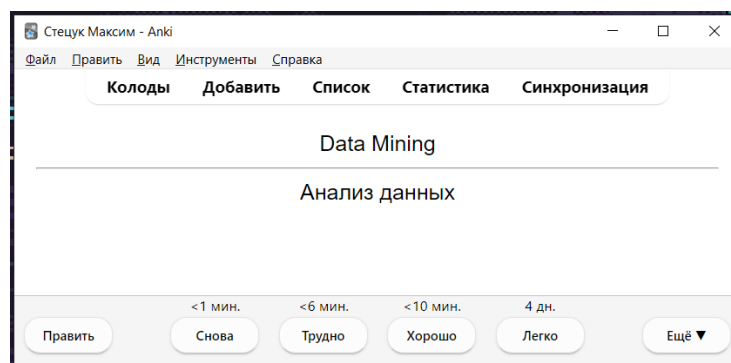 Стецук Максим - Anki
Файл Править Вид Инструменты Справка
Колоды Добавить Список Статистика Синхронизация
Data Mining
Анализ данных
<1 мин. <6 мин. <10 мин. 4 дн.
Править Снова Трудно Хорошо Легко Ещё ▼